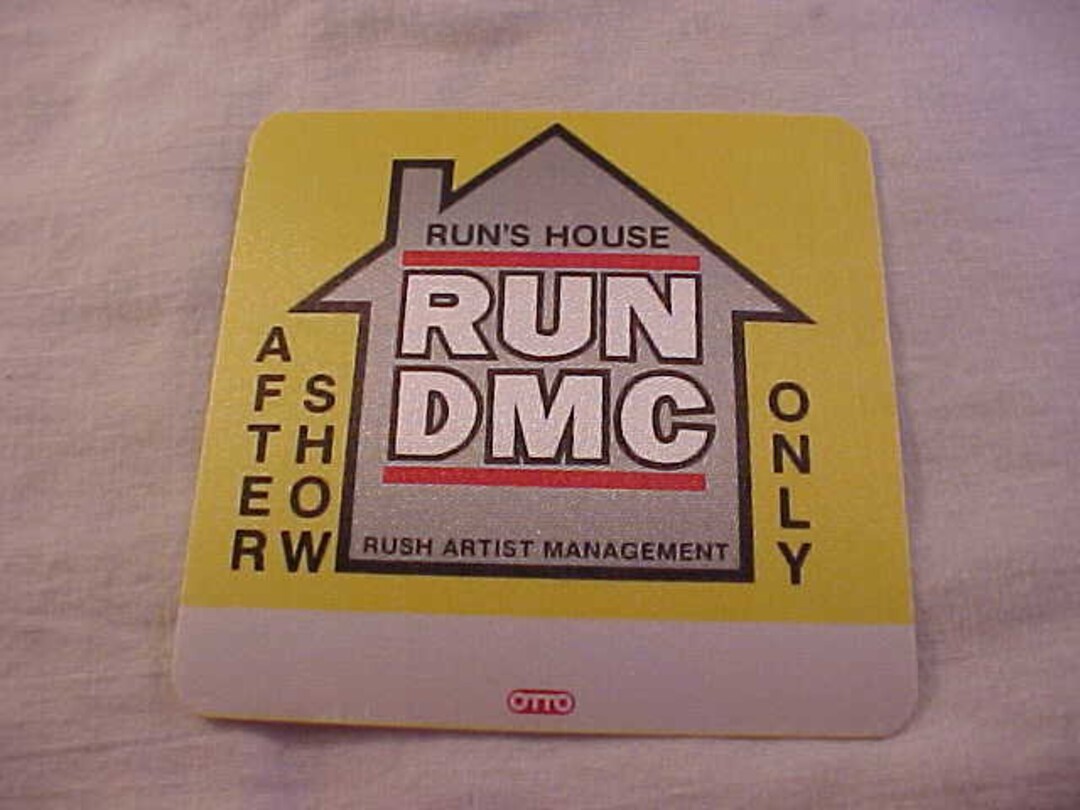 RUN'S HOUSE
RUN
DMC
RUSH ARTIST MANAGEMENT
AFTER
SHOW
ONLY
OTTO